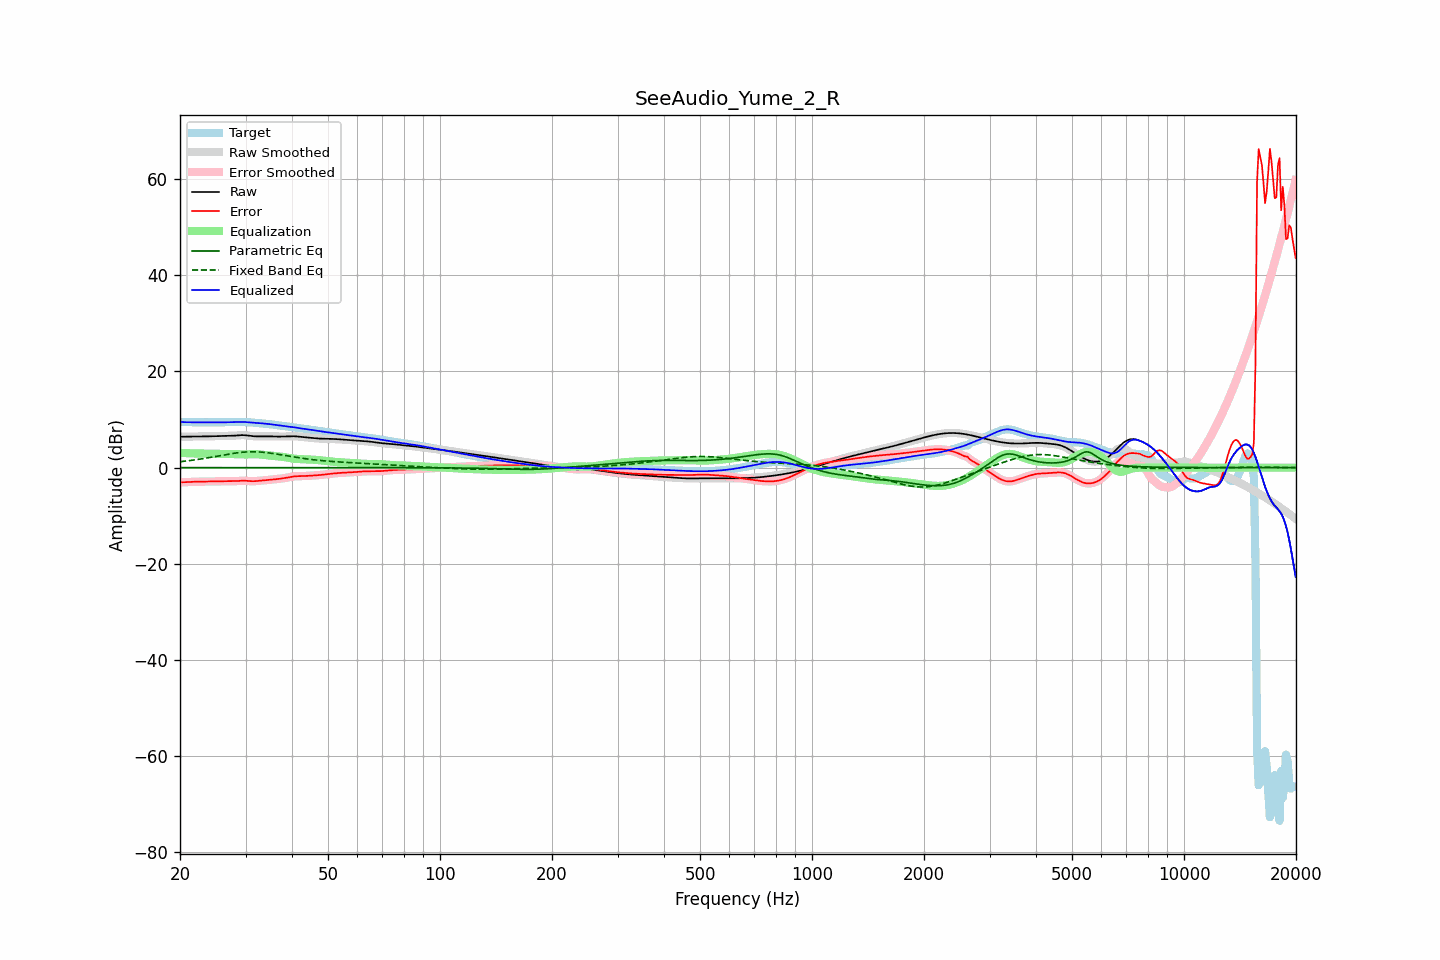 SeeAudio_Yume_2_R
Target
Raw Smoothed
Error Smoothed
Raw
Error
Equalization
Parametric Eq
Fixed Band Eq
Equalized
60
40
20
0
−20
−40
−60
−80
Amplitude (dBr)
20 50 100 200 500 1000 2000 5000 10000 20000
Frequency (Hz)